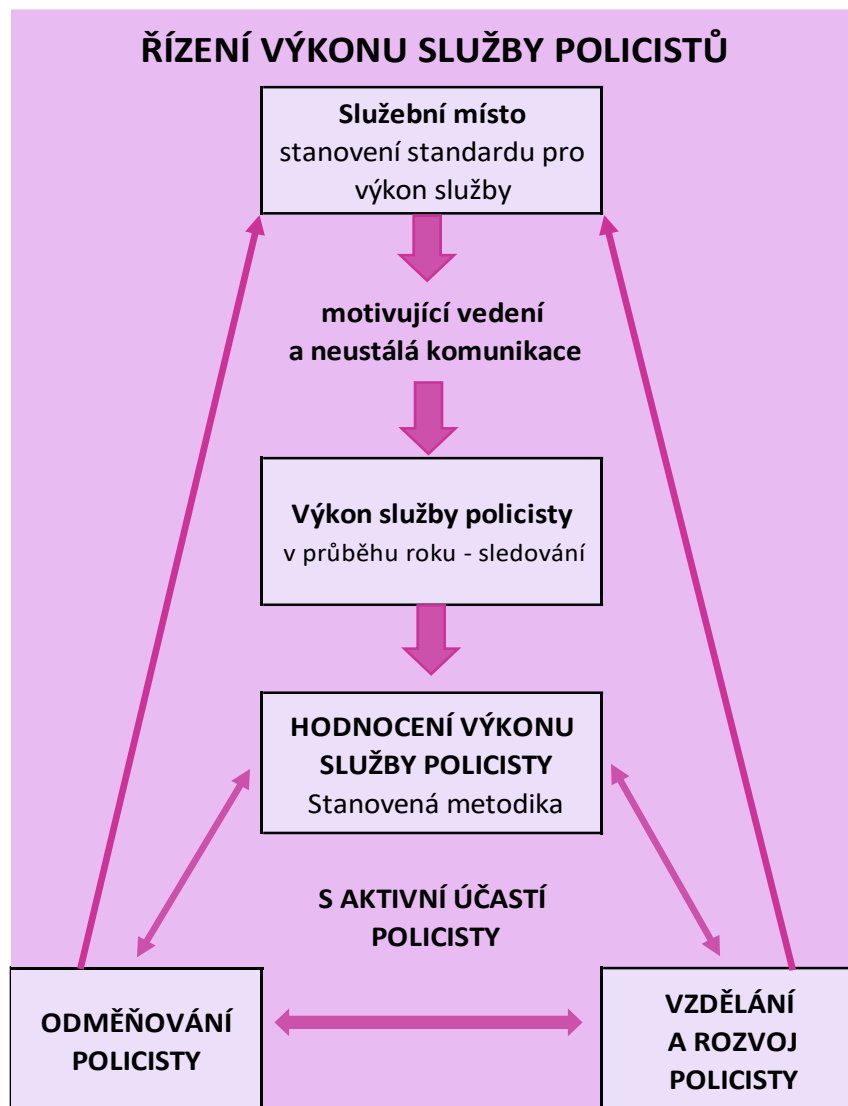 ŘÍZENÍ VÝKONU SLUŽBY POLICISTŮ
Služební místo
stanovení standardu pro
výkon služby
motivující vedení
a neustálá komunikace
Výkon služby policisty
v průběhu roku - sledování
HODNOCENÍ VÝKONU
SLUŽBY POLICISTY
Stanovená metodika
S AKTIVNÍ ÚČASTÍ
POLICISTY
ODMĚŇOVÁNÍ
POLICISTY
VZDĚLÁNÍ
A ROZVOJ
POLICISTY